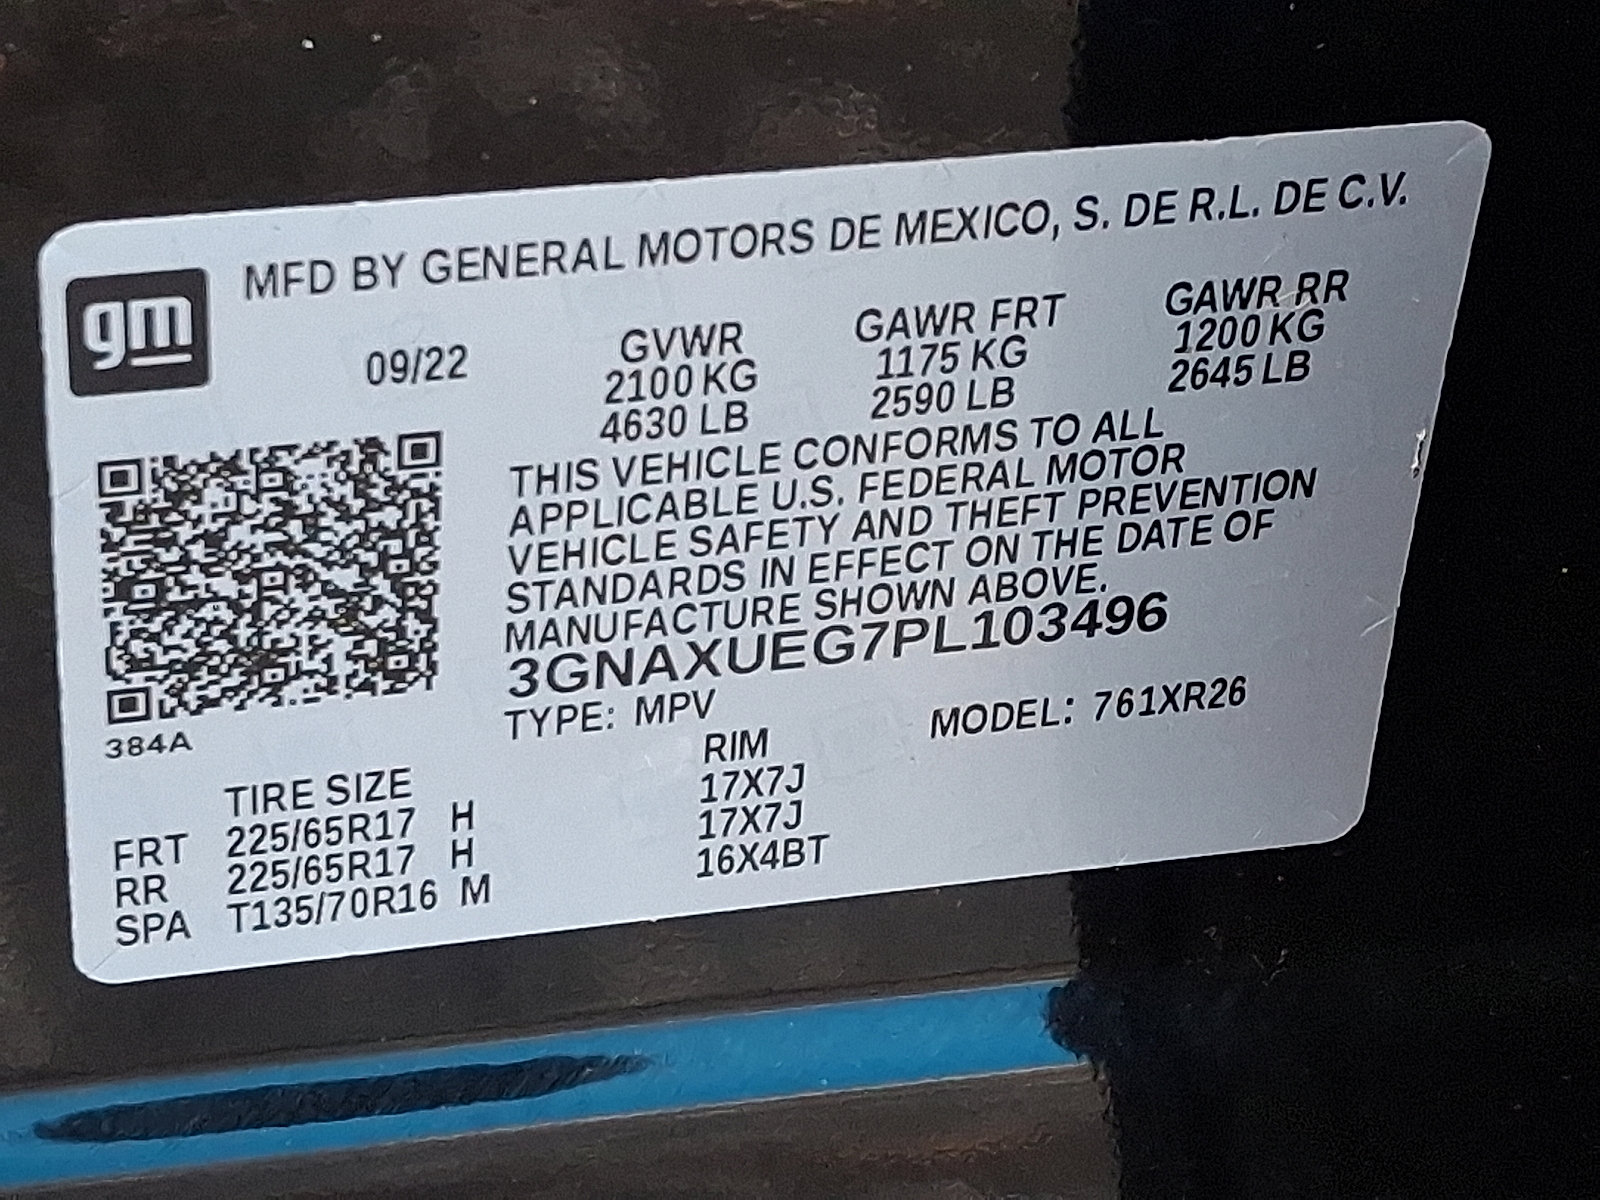 MFD BY GENERAL MOTORS DE MEXICO, S. DE R.L. DE C.V.
gm
09/22 GVWR GAWR FRT GAWR RR
2100 KG 1175 KG 1200 KG
4630 LB 2590 LB 2645 LB
THIS VEHICLE CONFORMS TO ALL
APPLICABLE U.S. FEDERAL MOTOR
VEHICLE SAFETY AND THEFT PREVENTION
STANDARDS IN EFFECT ON THE DATE OF
MANUFACTURE SHOWN ABOVE.
3GNAXUEG7PL103496
TYPE: MPV MODEL: 761XR26
384A
TIRE SIZE RIM
FRT 225/65R17 H 17X7J
RR 225/65R17 H 17X7J
SPA T135/70R16 M 16X4BT